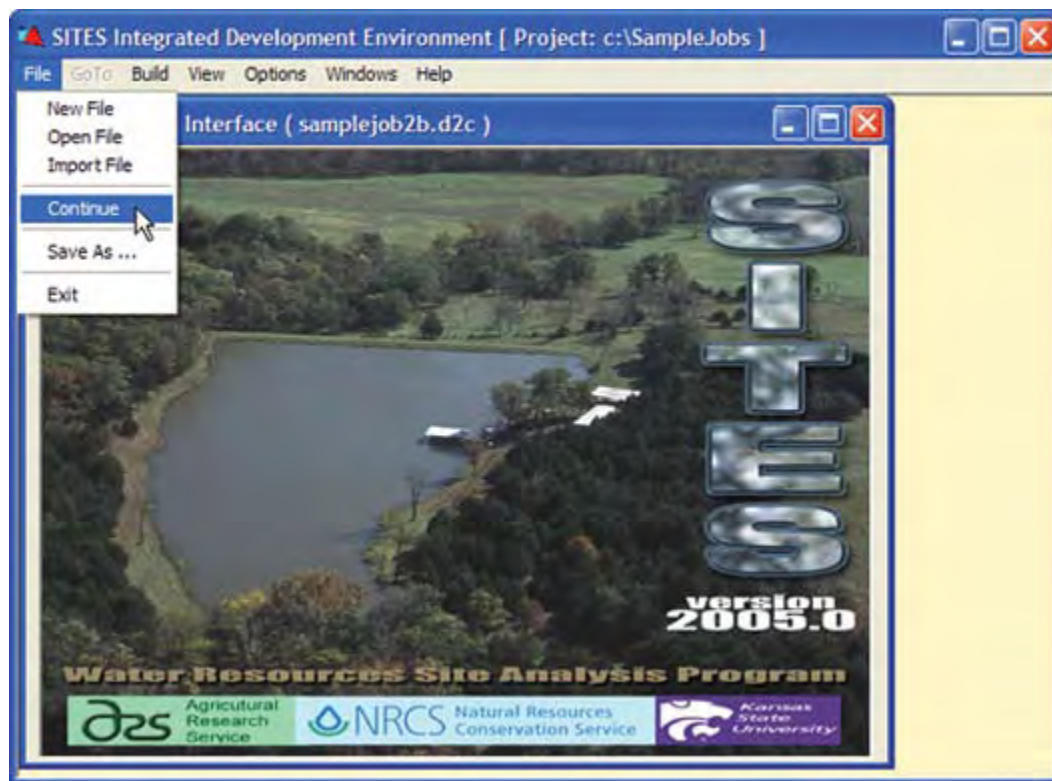 SITES Integrated Development Environment [ Project: c:\SampleJobs ]
File GoTo Build View Options Windows Help
New File
Open File
Import File
Continue
Save As ...
Exit
Interface ( samplejob2b.d2c )
SITES
version
2005.0
Water Resources Site Analysis Program
ars Agricutural
Research
Service
NRCS Natural Resources
Conservation Service
Kansas
State
University